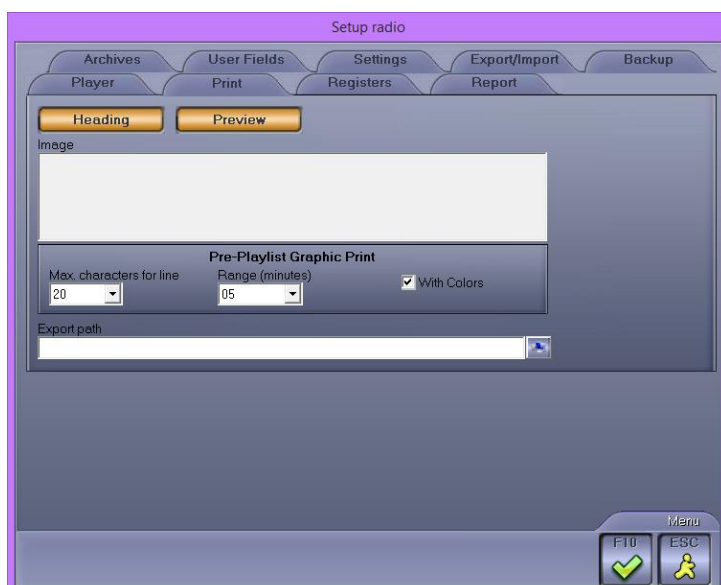 Setup radio
Archives User Fields Settings Export/Import Backup
Player Print Registers Report
Heading Preview
Image
Pre-Playlist Graphic Print
Max. characters for line Range (minutes)
20 05 With Colors
Export path
Menu
F10 ESC